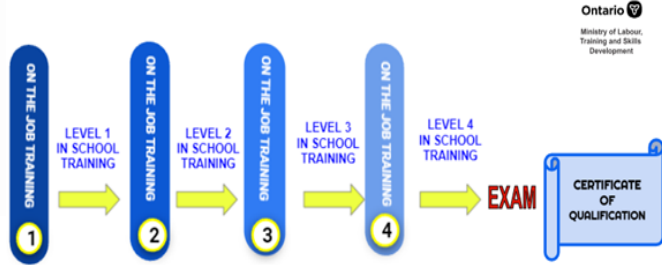 Ontario
Ministry of Labour,
Training and Skills
Development
ON THE JOB TRAINING
1
LEVEL 1
IN SCHOOL
TRAINING
ON THE JOB TRAINING
2
LEVEL 2
IN SCHOOL
TRAINING
ON THE JOB TRAINING
3
LEVEL 3
IN SCHOOL
TRAINING
ON THE JOB TRAINING
4
LEVEL 4
IN SCHOOL
TRAINING
EXAM
CERTIFICATE
OF
QUALIFICATION